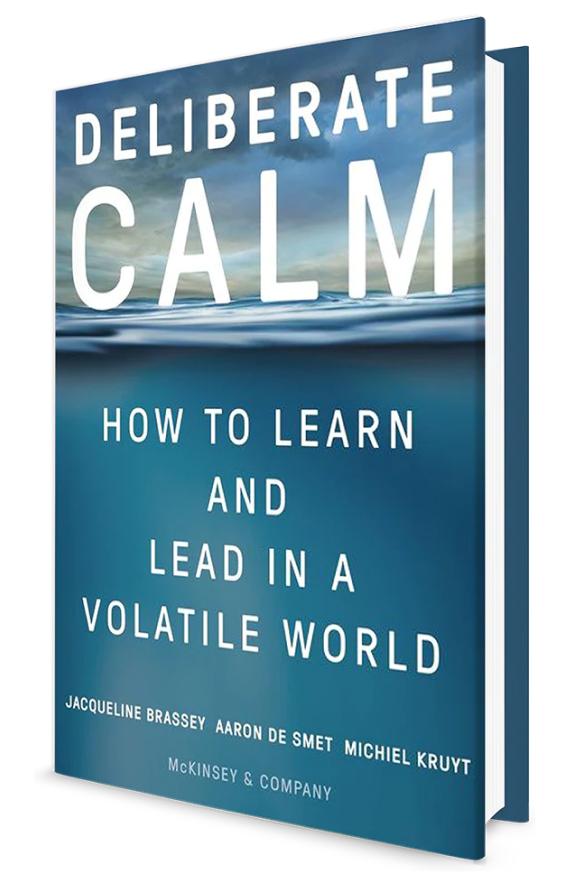 DELIBERATE
CALM
HOW TO LEARN
AND
LEAD IN A
VOLATILE WORLD
JACQUELINE BRASSEY AARON DE SMET MICHIEL KRUYT
McKINSEY & COMPANY